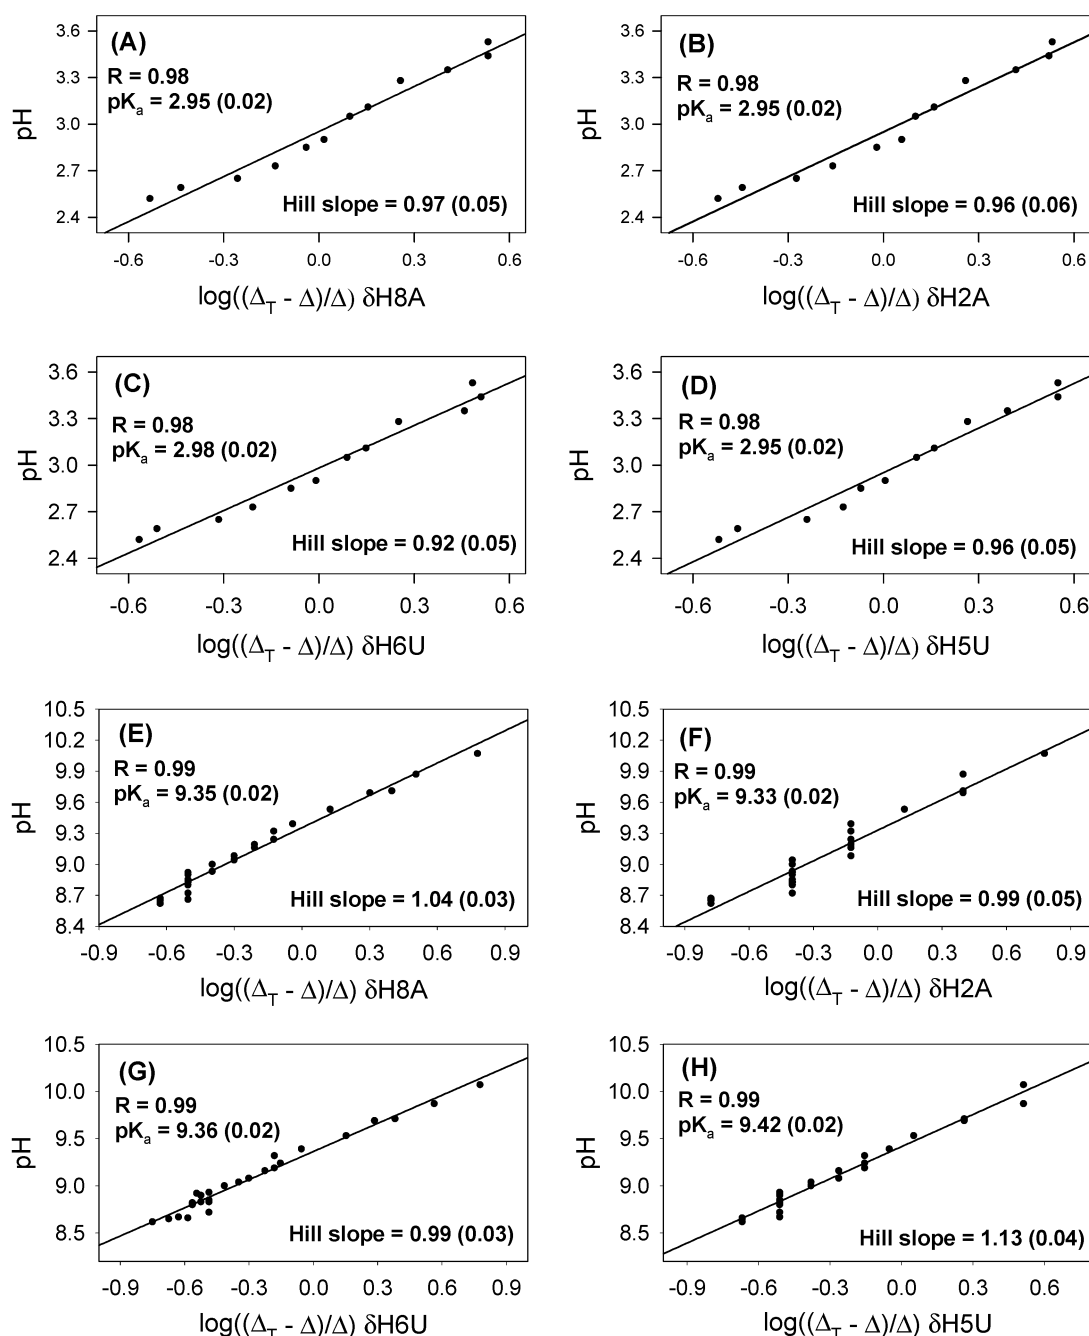 (A)
R = 0.98
pKa = 2.95 (0.02)
Hill slope = 0.97 (0.05)
pH
3.6
3.3
3.0
2.7
2.4
-0.6 -0.3 0.0 0.3 0.6
log((ΔT - Δ)/Δ) δH8A
(B)
R = 0.98
pKa = 2.95 (0.02)
Hill slope = 0.96 (0.06)
pH
3.6
3.3
3.0
2.7
2.4
-0.6 -0.3 0.0 0.3 0.6
log((ΔT - Δ)/Δ) δH2A
(C)
R = 0.98
pKa = 2.98 (0.02)
Hill slope = 0.92 (0.05)
pH
3.6
3.3
3.0
2.7
2.4
-0.6 -0.3 0.0 0.3 0.6
log((ΔT - Δ)/Δ) δH6U
(D)
R = 0.98
pKa = 2.95 (0.02)
Hill slope = 0.96 (0.05)
pH
3.6
3.3
3.0
2.7
2.4
-0.6 -0.3 0.0 0.3 0.6
log((ΔT - Δ)/Δ) δH5U
(E)
R = 0.99
pKa = 9.35 (0.02)
Hill slope = 1.04 (0.03)
pH
10.5
10.2
9.9
9.6
9.3
9.0
8.7
8.4
-0.9 -0.6 -0.3 0.0 0.3 0.6 0.9
log((ΔT - Δ)/Δ) δH8A
(F)
R = 0.99
pKa = 9.33 (0.02)
Hill slope = 0.99 (0.05)
pH
10.5
10.2
9.9
9.6
9.3
9.0
8.7
8.4
-0.9 -0.6 -0.3 0.0 0.3 0.6 0.9
log((ΔT - Δ)/Δ) δH2A
(G)
R = 0.99
pKa = 9.36 (0.02)
Hill slope = 0.99 (0.03)
pH
10.5
10.0
9.5
9.0
8.5
-0.9 -0.6 -0.3 0.0 0.3 0.6 0.9
log((ΔT - Δ)/Δ) δH6U
(H)
R = 0.99
pKa = 9.42 (0.02)
Hill slope = 1.13 (0.04)
pH
10.5
10.0
9.5
9.0
8.5
-0.9 -0.6 -0.3 0.0 0.3 0.6
log((ΔT - Δ)/Δ) δH5U